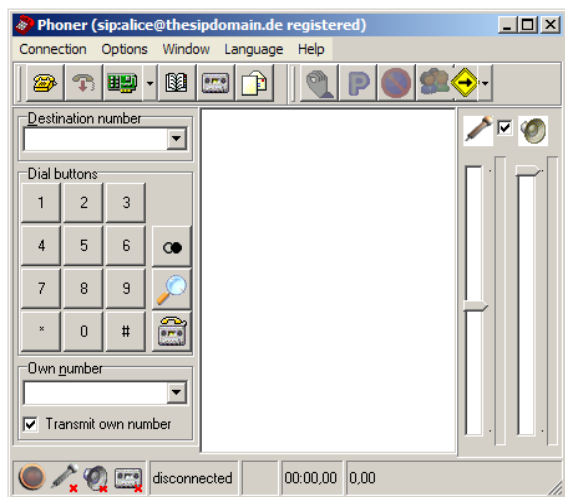 Phoner (sip:alice@thesipdomain.de registered)
Connection Options Window Language Help
P
Destination number
Dial buttons
1 2 3
4 5 6
7 8 9
* 0 #
Own number
Transmit own number
disconnected 00:00,00 0,00